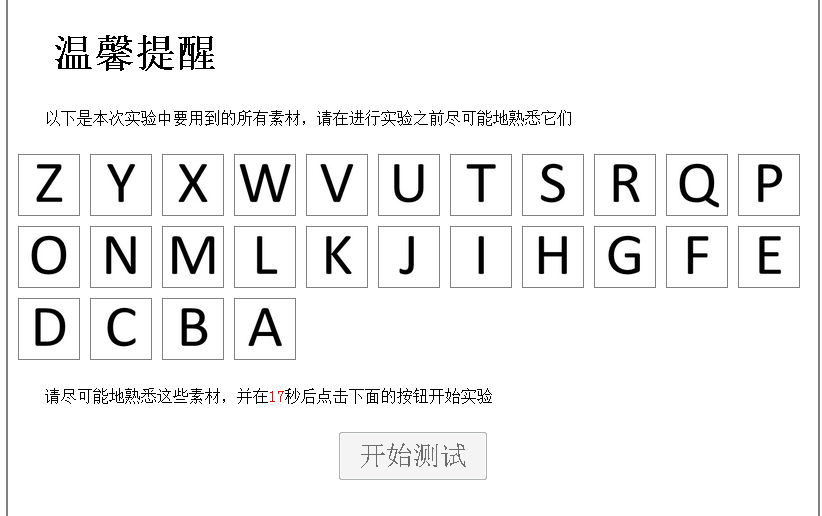 温馨提醒
以下是本次实验中要用到的所有素材，请在进行实验之前尽可能地熟悉它们
Z Y X W V U T S R Q P
O N M L K J I H G F E
D C B A
请尽可能地熟悉这些素材，并在17秒后点击下面的按钮开始实验
开始测试